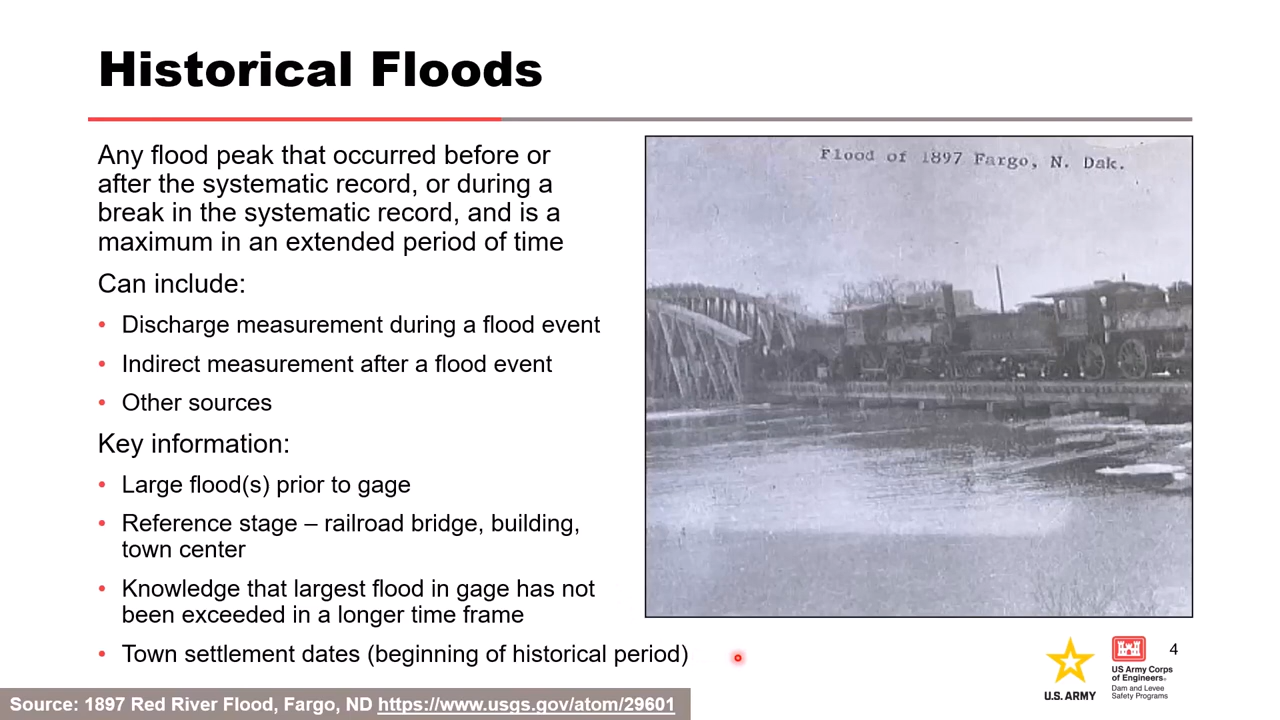 Historical Floods
Any flood peak that occurred before or
after the systematic record, or during a
break in the systematic record, and is a
maximum in an extended period of time
Can include:
• Discharge measurement during a flood event
• Indirect measurement after a flood event
• Other sources
Key information:
• Large flood(s) prior to gage
• Reference stage – railroad bridge, building,
town center
• Knowledge that largest flood in gage has not
been exceeded in a longer time frame
• Town settlement dates (beginning of historical period)
Flood of 1897 Fargo, N. Dak.
U.S. ARMY
US Army Corps
of Engineers®
Dam and Levee
Safety Programs
4
Source: 1897 Red River Flood, Fargo, ND https://www.usgs.gov/atom/29601